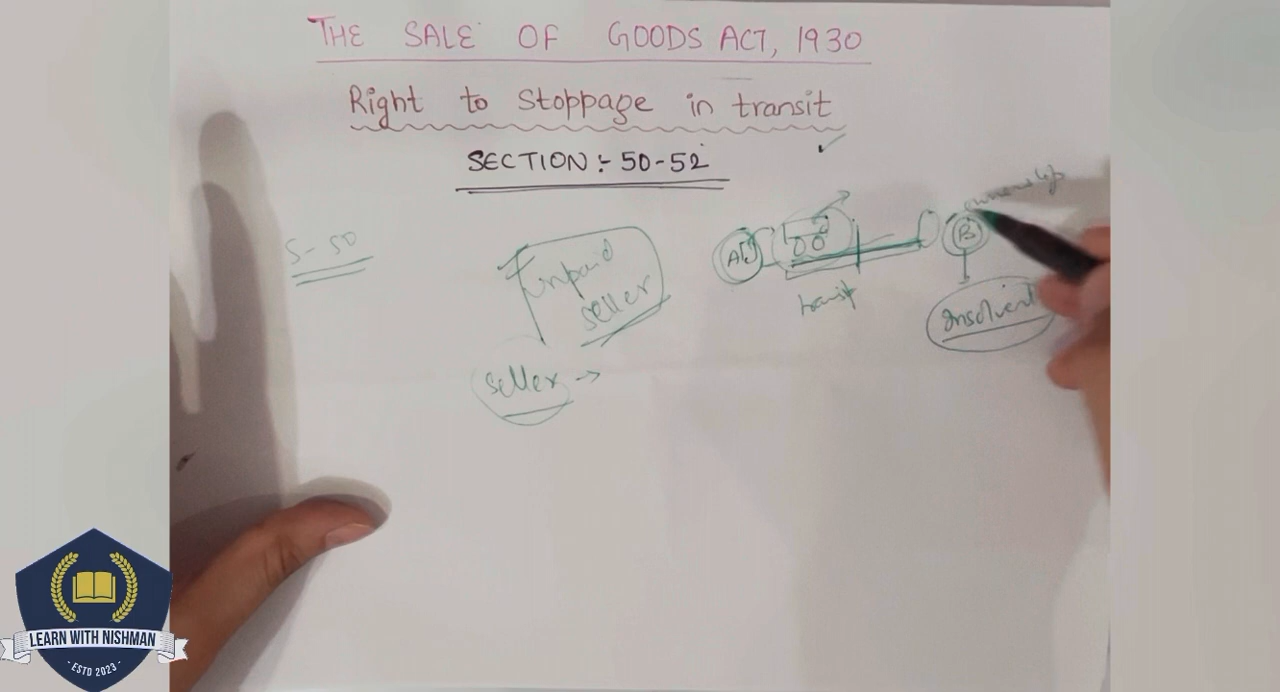 THE SALE OF GOODS ACT, 1930
Right to Stoppage in transit
SECTION :- 50-52
S-50
Unpaid
seller
A
transit
B
ownership
Insolvent
seller →
LEARN WITH NISHMAN
- ESTD 2023 -